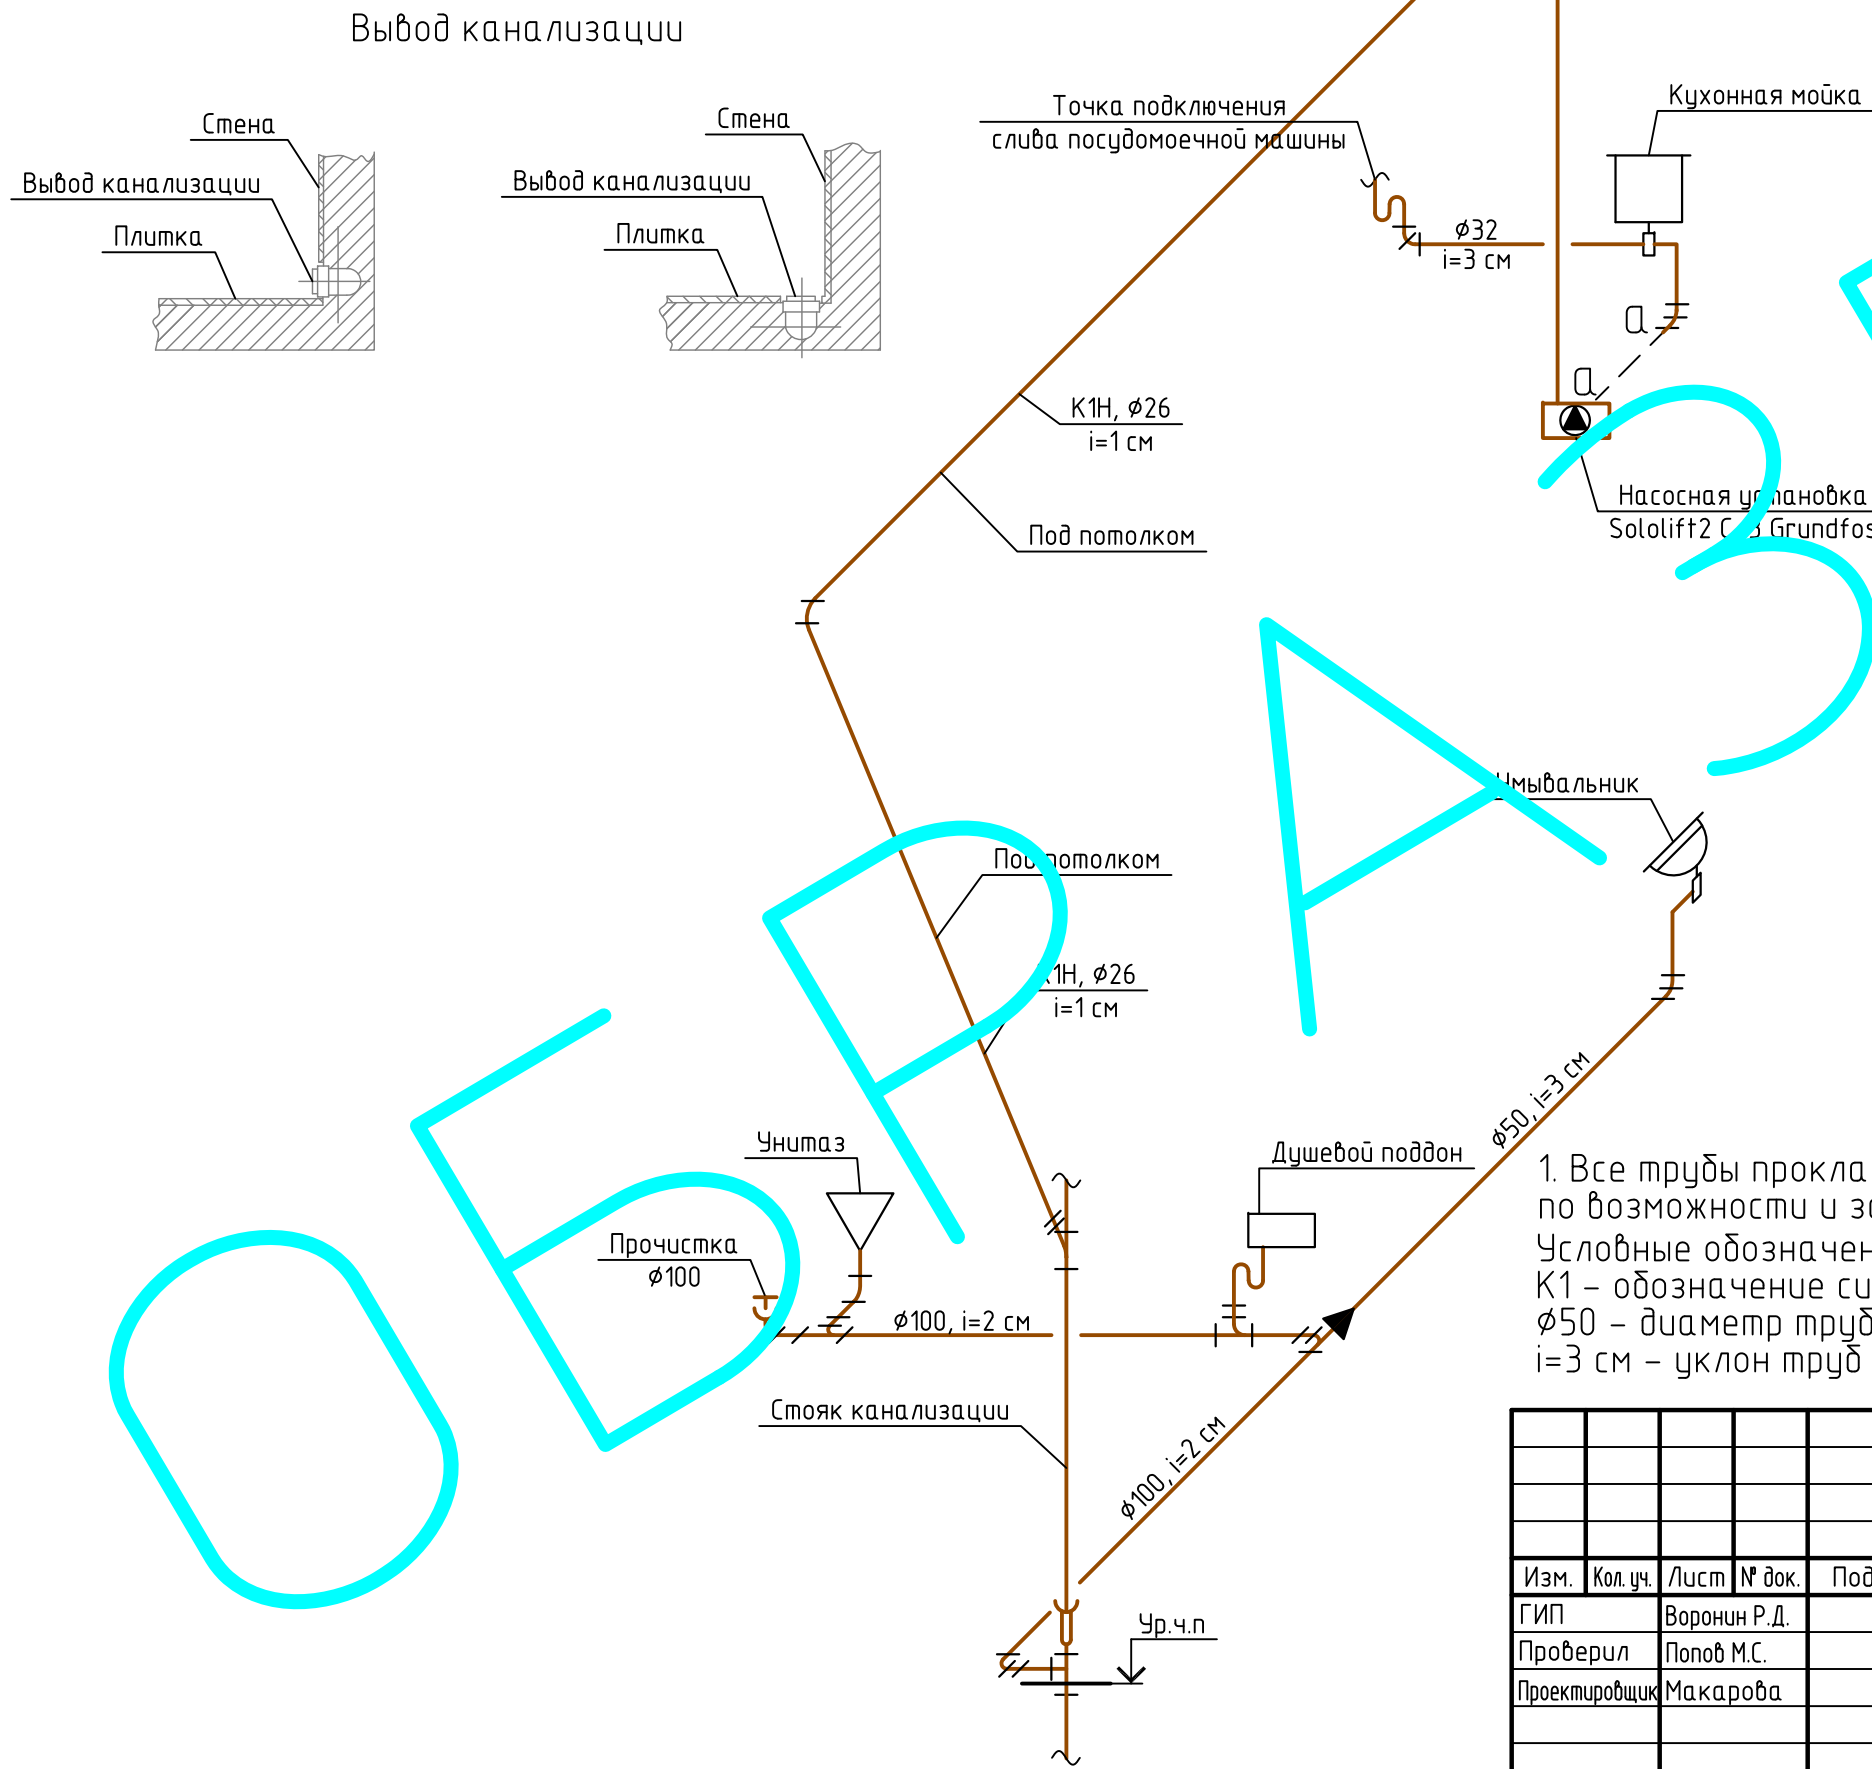 Вывод канализации
Стена
Вывод канализации
Плитка
Стена
Вывод канализации
Плитка
Точка подключения
слива посудомоечной машины
Кухонная мойка
ø32
i=3 см
а
а
К1Н, ø26
i=1 см
Под потолком
Насосная установка
Sololift2 Grundfos
Умывальник
Под потолком
К1Н, ø26
i=1 см
ø50, i=3 см
Унитаз
Душевой поддон
Прочистка
ø100
ø100, i=2 см
Стояк канализации
ø100, i=2 см
Ур.ч.п
1. Все трубы прокла
по возможности и
Условные обозначен
К1 – обозначение си
ø50 – диаметр труб
i=3 см – уклон труб
Изм. Кол. уч. Лист № док. Под
ГИП Воронин Р.Д.
Проверил Попов М.С.
Проектировщик Макарова
ОБРАЗ